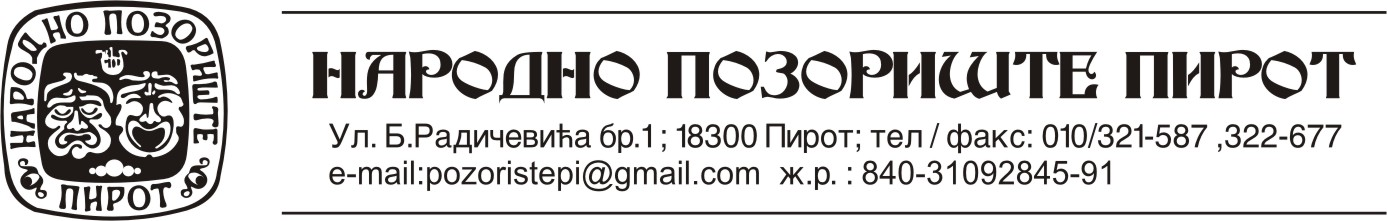 НАРОДНО ПОЗОРИШТЕ
ПИРОТ
НАРОДНО ПОЗОРИШТЕ ПИРОТ
Ул. Б.Радичевића бр.1 ; 18300 Пирот; тел / факс: 010/321-587 ,322-677
e-mail:pozoristepi@gmail.com ж.р. : 840-31092845-91